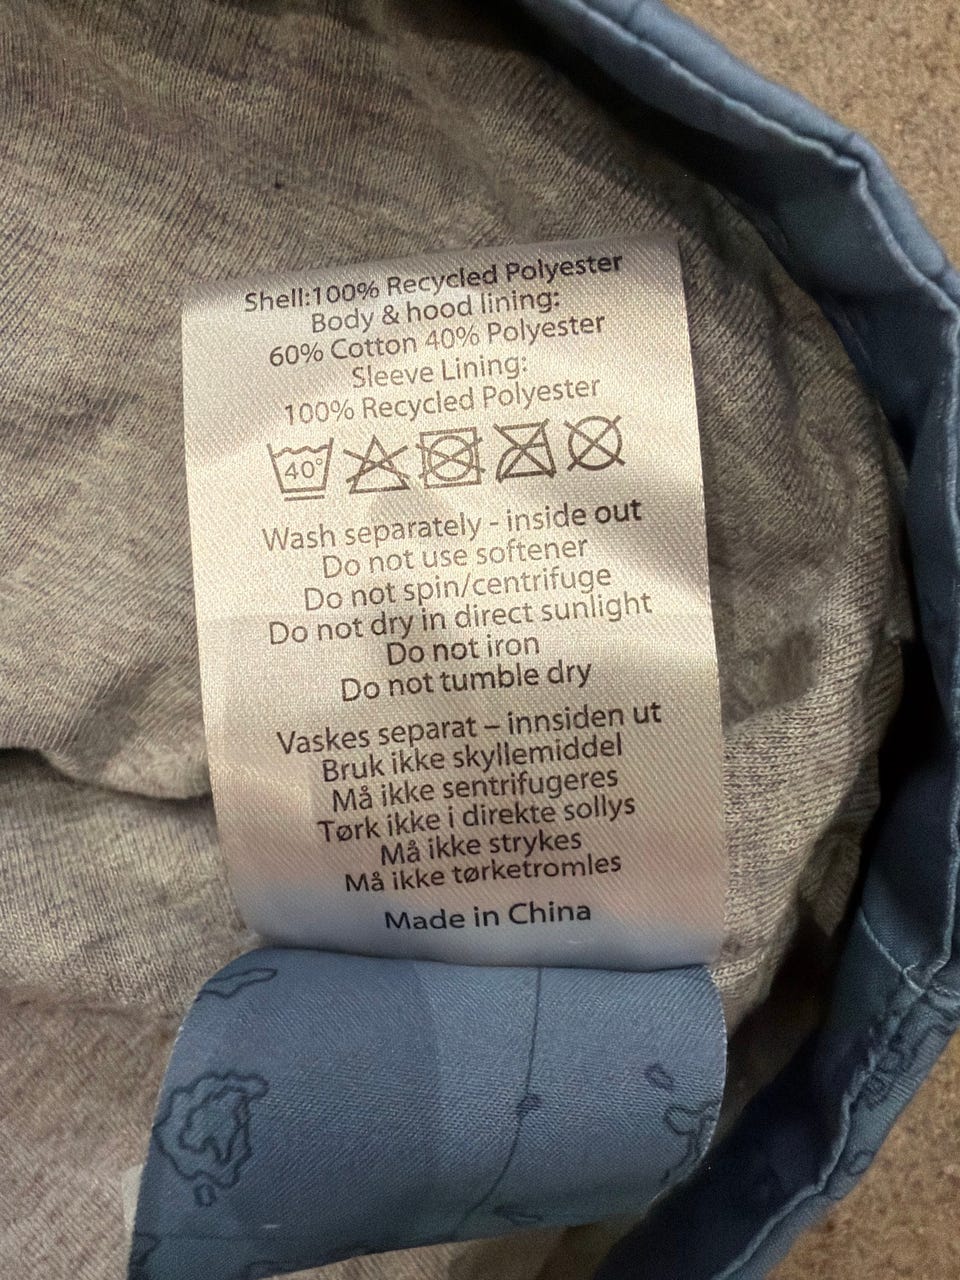 Shell:100% Recycled Polyester
Body & hood lining:
60% Cotton 40% Polyester
Sleeve Lining:
100% Recycled Polyester
40°
Wash separately - inside out
Do not use softener
Do not spin/centrifuge
Do not dry in direct sunlight
Do not iron
Do not tumble dry
Vaskes separat – innsiden ut
Bruk ikke skyllemiddel
Må ikke sentrifugeres
Tørk ikke i direkte sollys
Må ikke strykes
Må ikke tørketromles
Made in China